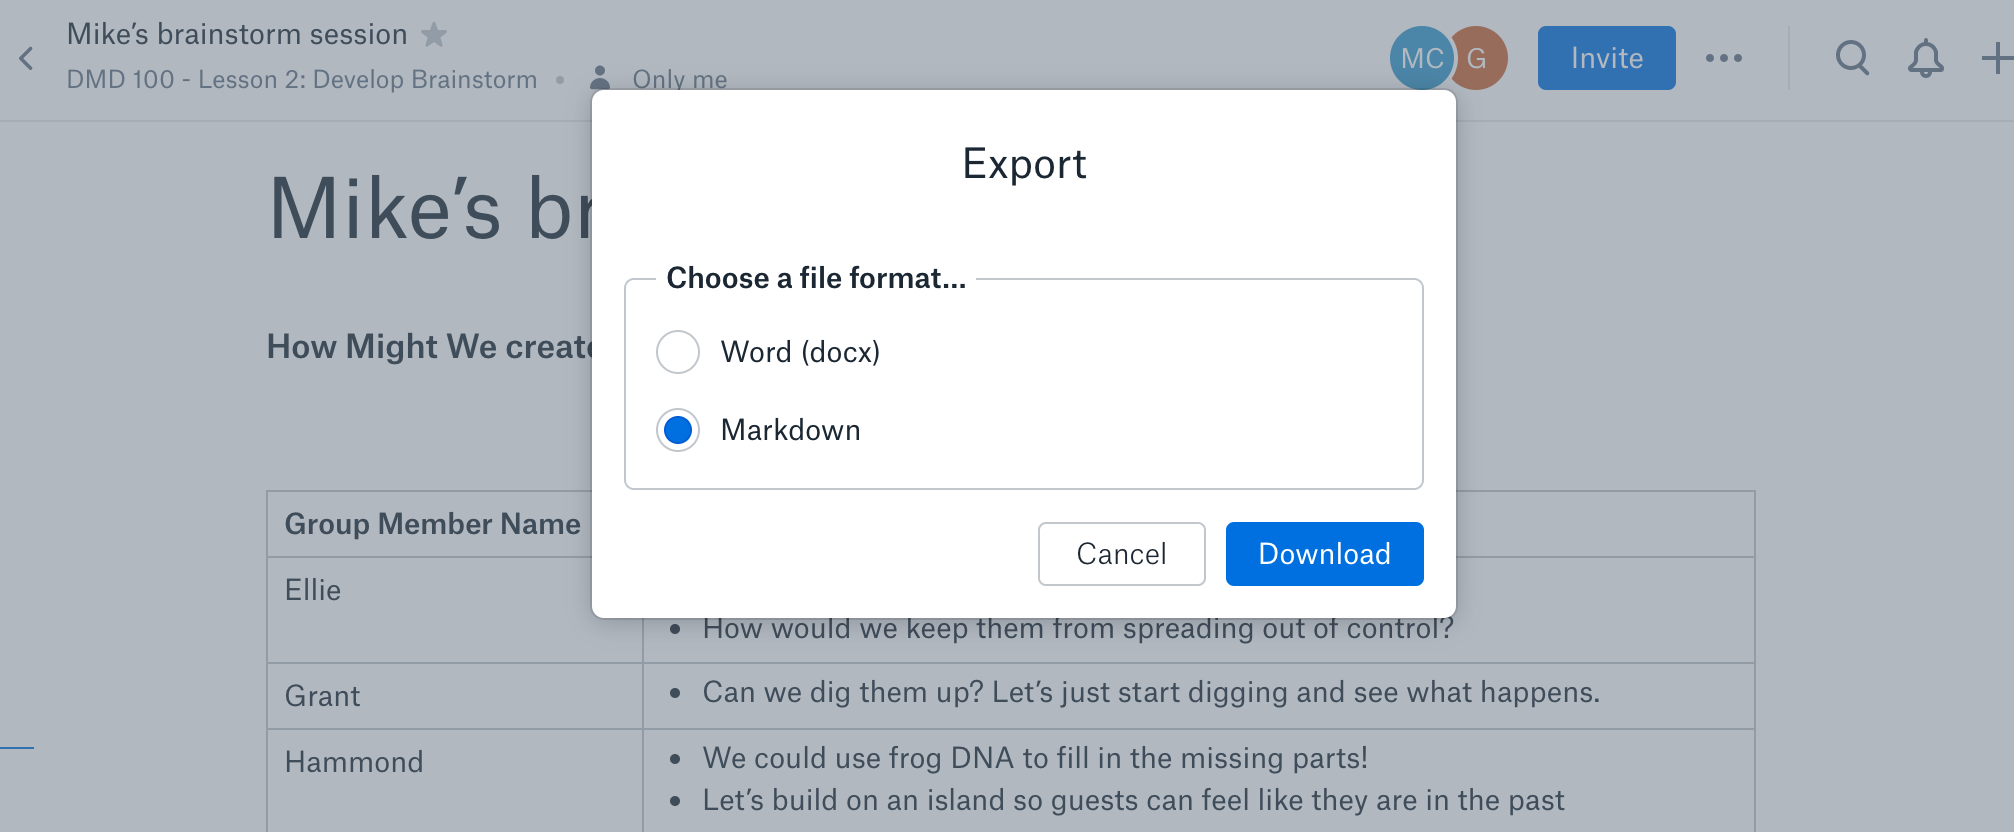 Mike’s brainstorm session
DMD 100 - Lesson 2: Develop Brainstorm
Only me
MC
G
Invite
Mike’s
Export
How Might We
Choose a file format...
Word (docx)
Markdown
Cancel
Download
Group Member Name
Ellie
How would we keep them from spreading out of control?
Grant
Can we dig them up? Let’s just start digging and see what happens.
Hammond
We could use frog DNA to fill in the missing parts!
Let’s build on an island so guests can feel like they are in the past